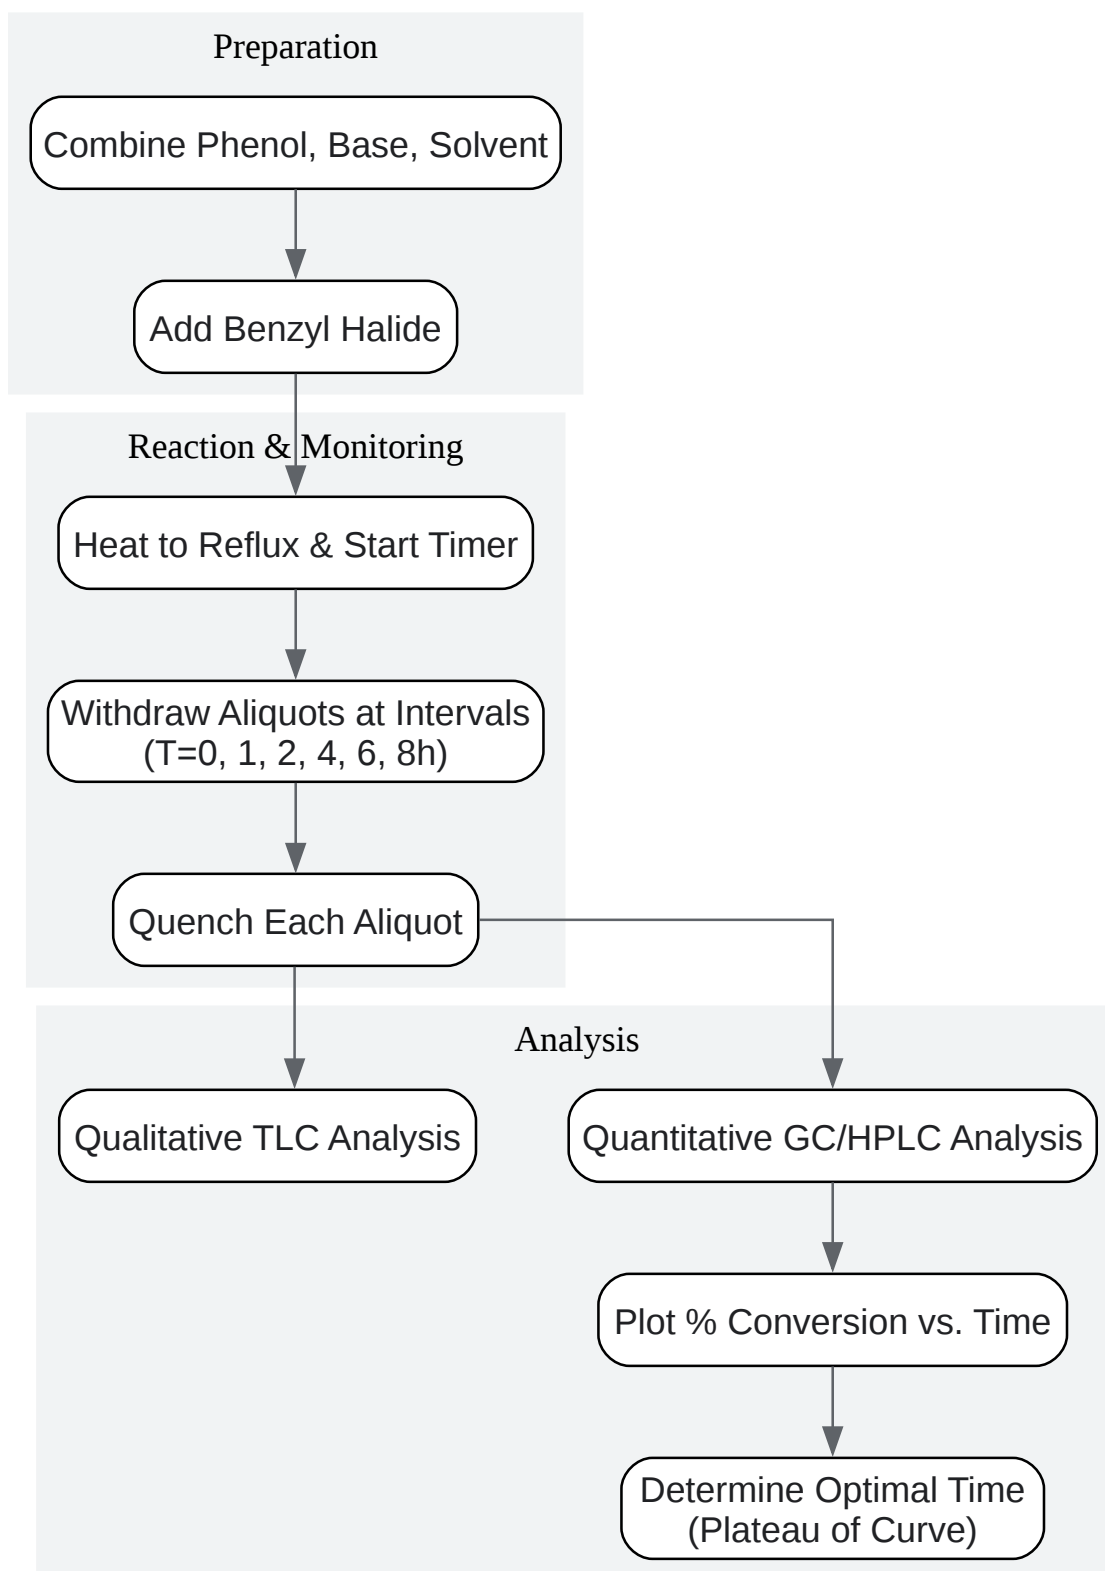 Preparation
Combine Phenol, Base, Solvent
Add Benzyl Halide
Reaction & Monitoring
Heat to Reflux & Start Timer
Withdraw Aliquots at Intervals
(T=0, 1, 2, 4, 6, 8h)
Quench Each Aliquot
Analysis
Qualitative TLC Analysis
Quantitative GC/HPLC Analysis
Plot % Conversion vs. Time
Determine Optimal Time
(Plateau of Curve)